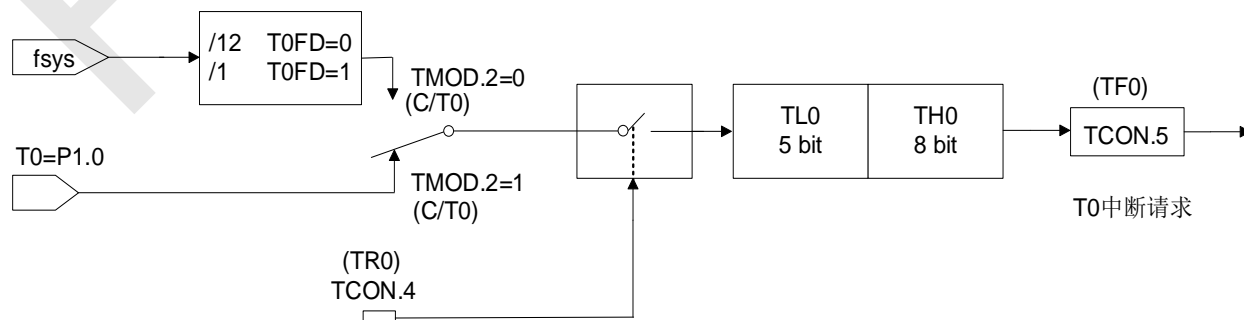 fsys
/12 T0FD=0
/1 T0FD=1
TMOD.2=0
(C/T0)
T0=P1.0
TMOD.2=1
(C/T0)
(TR0)
TCON.4
TL0
5 bit
TH0
8 bit
(TF0)
TCON.5
T0中断请求